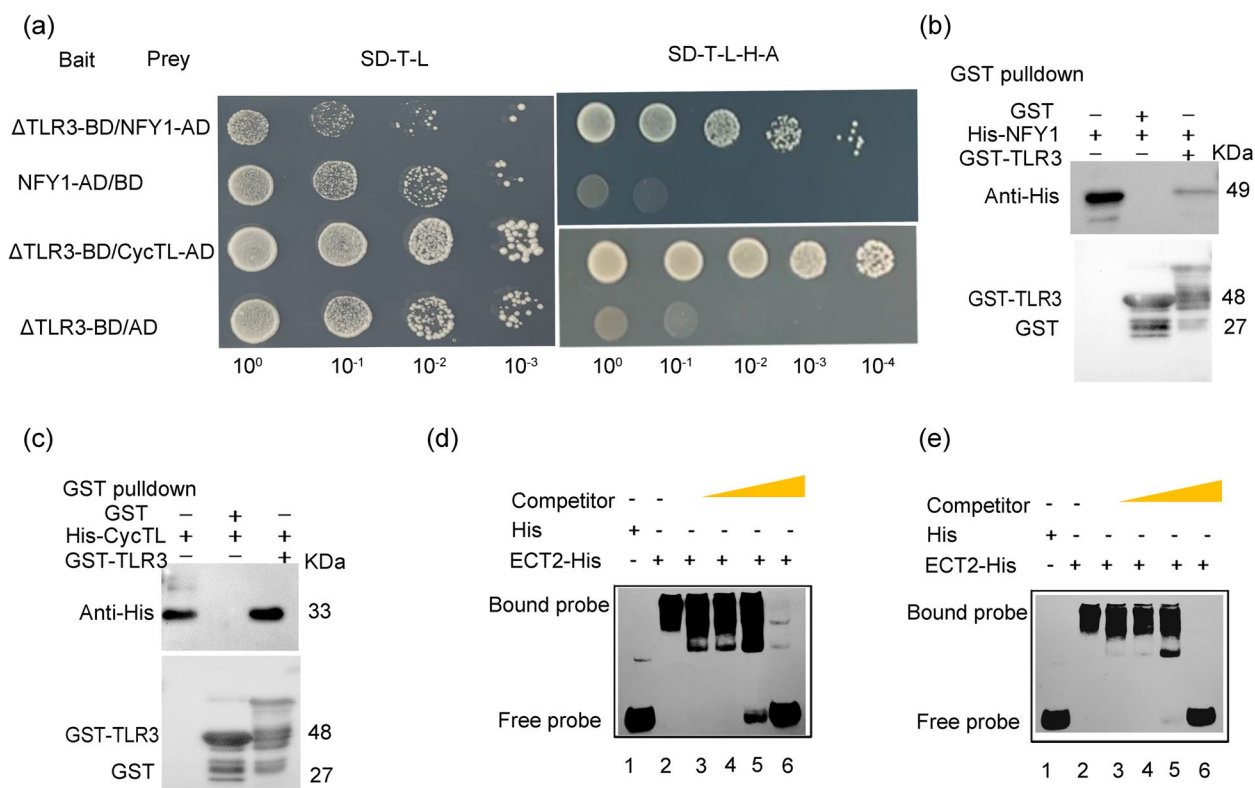 (a)
Bait Prey SD-T-L SD-T-L-H-A
ΔTLR3-BD/NFY1-AD
NFY1-AD/BD
ΔTLR3-BD/CycTL-AD
ΔTLR3-BD/AD
10⁰ 10⁻¹ 10⁻² 10⁻³ 10⁰ 10⁻¹ 10⁻² 10⁻³ 10⁻⁴
(b)
GST pulldown
GST – + –
His-NFY1 + + +
GST-TLR3 – – + KDa
Anti-His 49
GST-TLR3 48
GST 27
(c)
GST pulldown
GST – + –
His-CycTL + + +
GST-TLR3 – – + KDa
Anti-His 33
GST-TLR3 48
GST 27
(d)
Competitor - -
His + - - - - -
ECT2-His - + + + + +
Bound probe
Free probe
1 2 3 4 5 6
(e)
Competitor - -
His + - - - - -
ECT2-His - + + + + +
Bound probe
Free probe
1 2 3 4 5 6